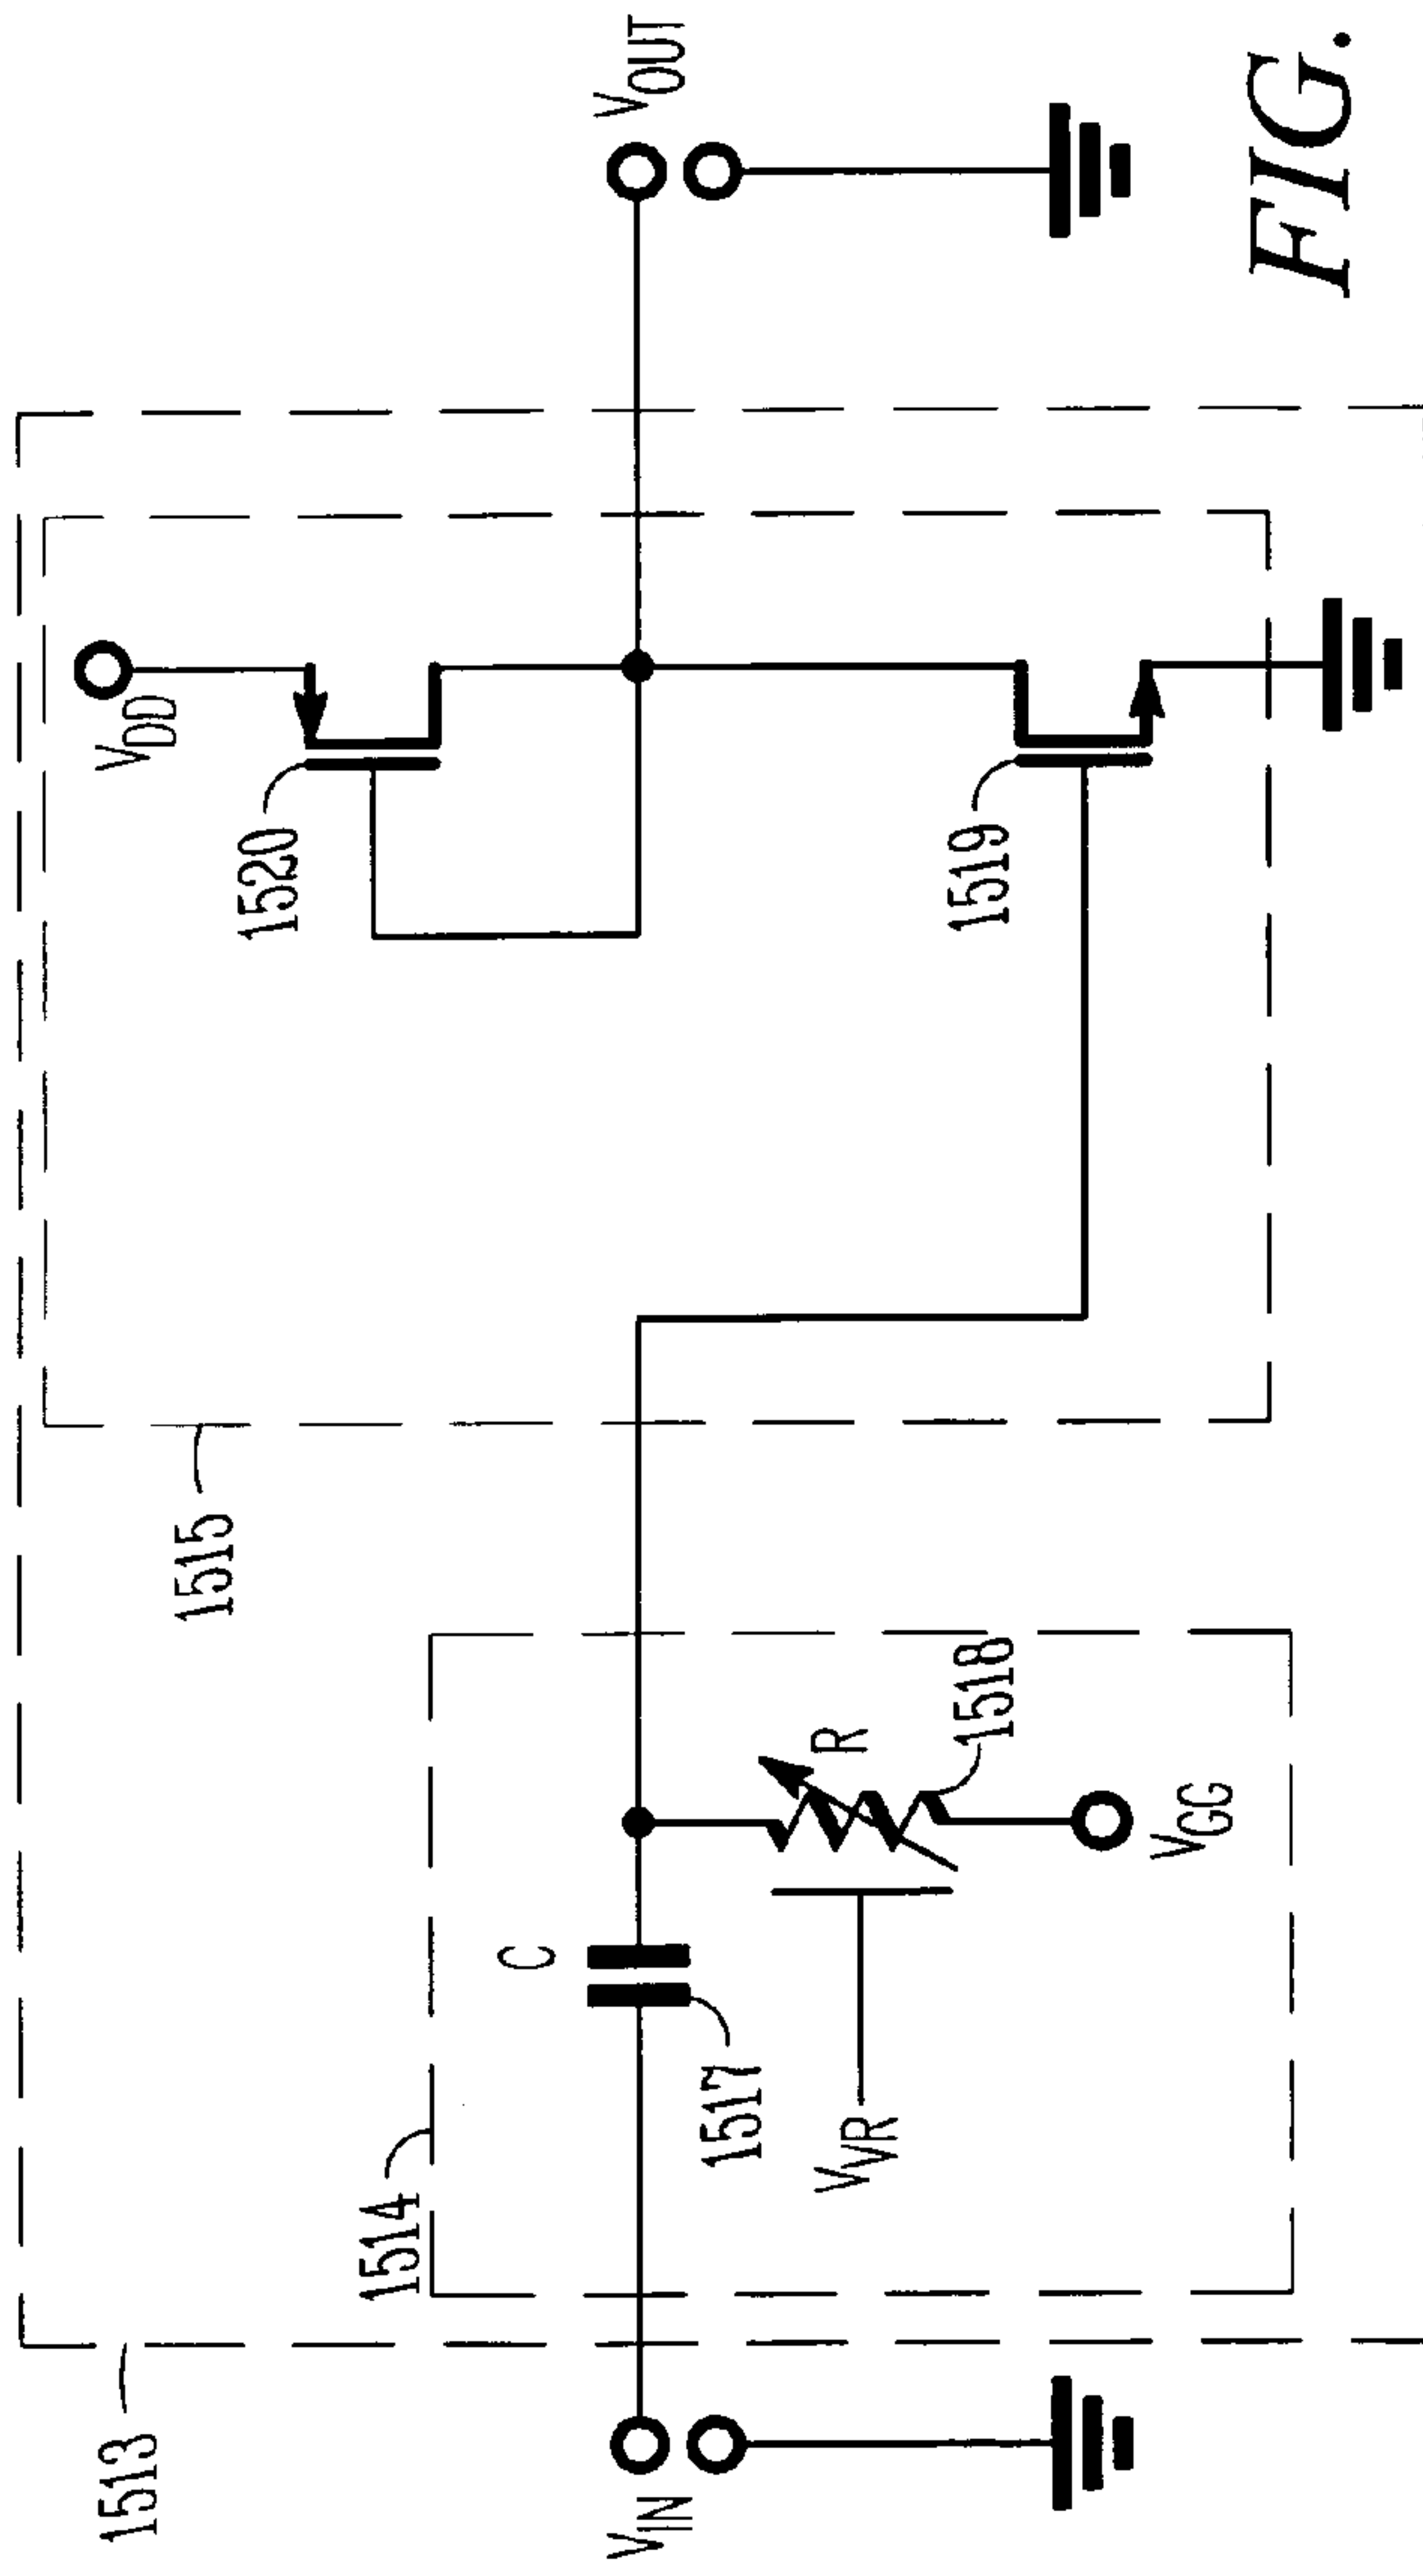 1513
1514
1515
V_IN
C
1517
V_VR
R
1518
V_GG
V_DD
1520
1519
V_OUT
FIG.